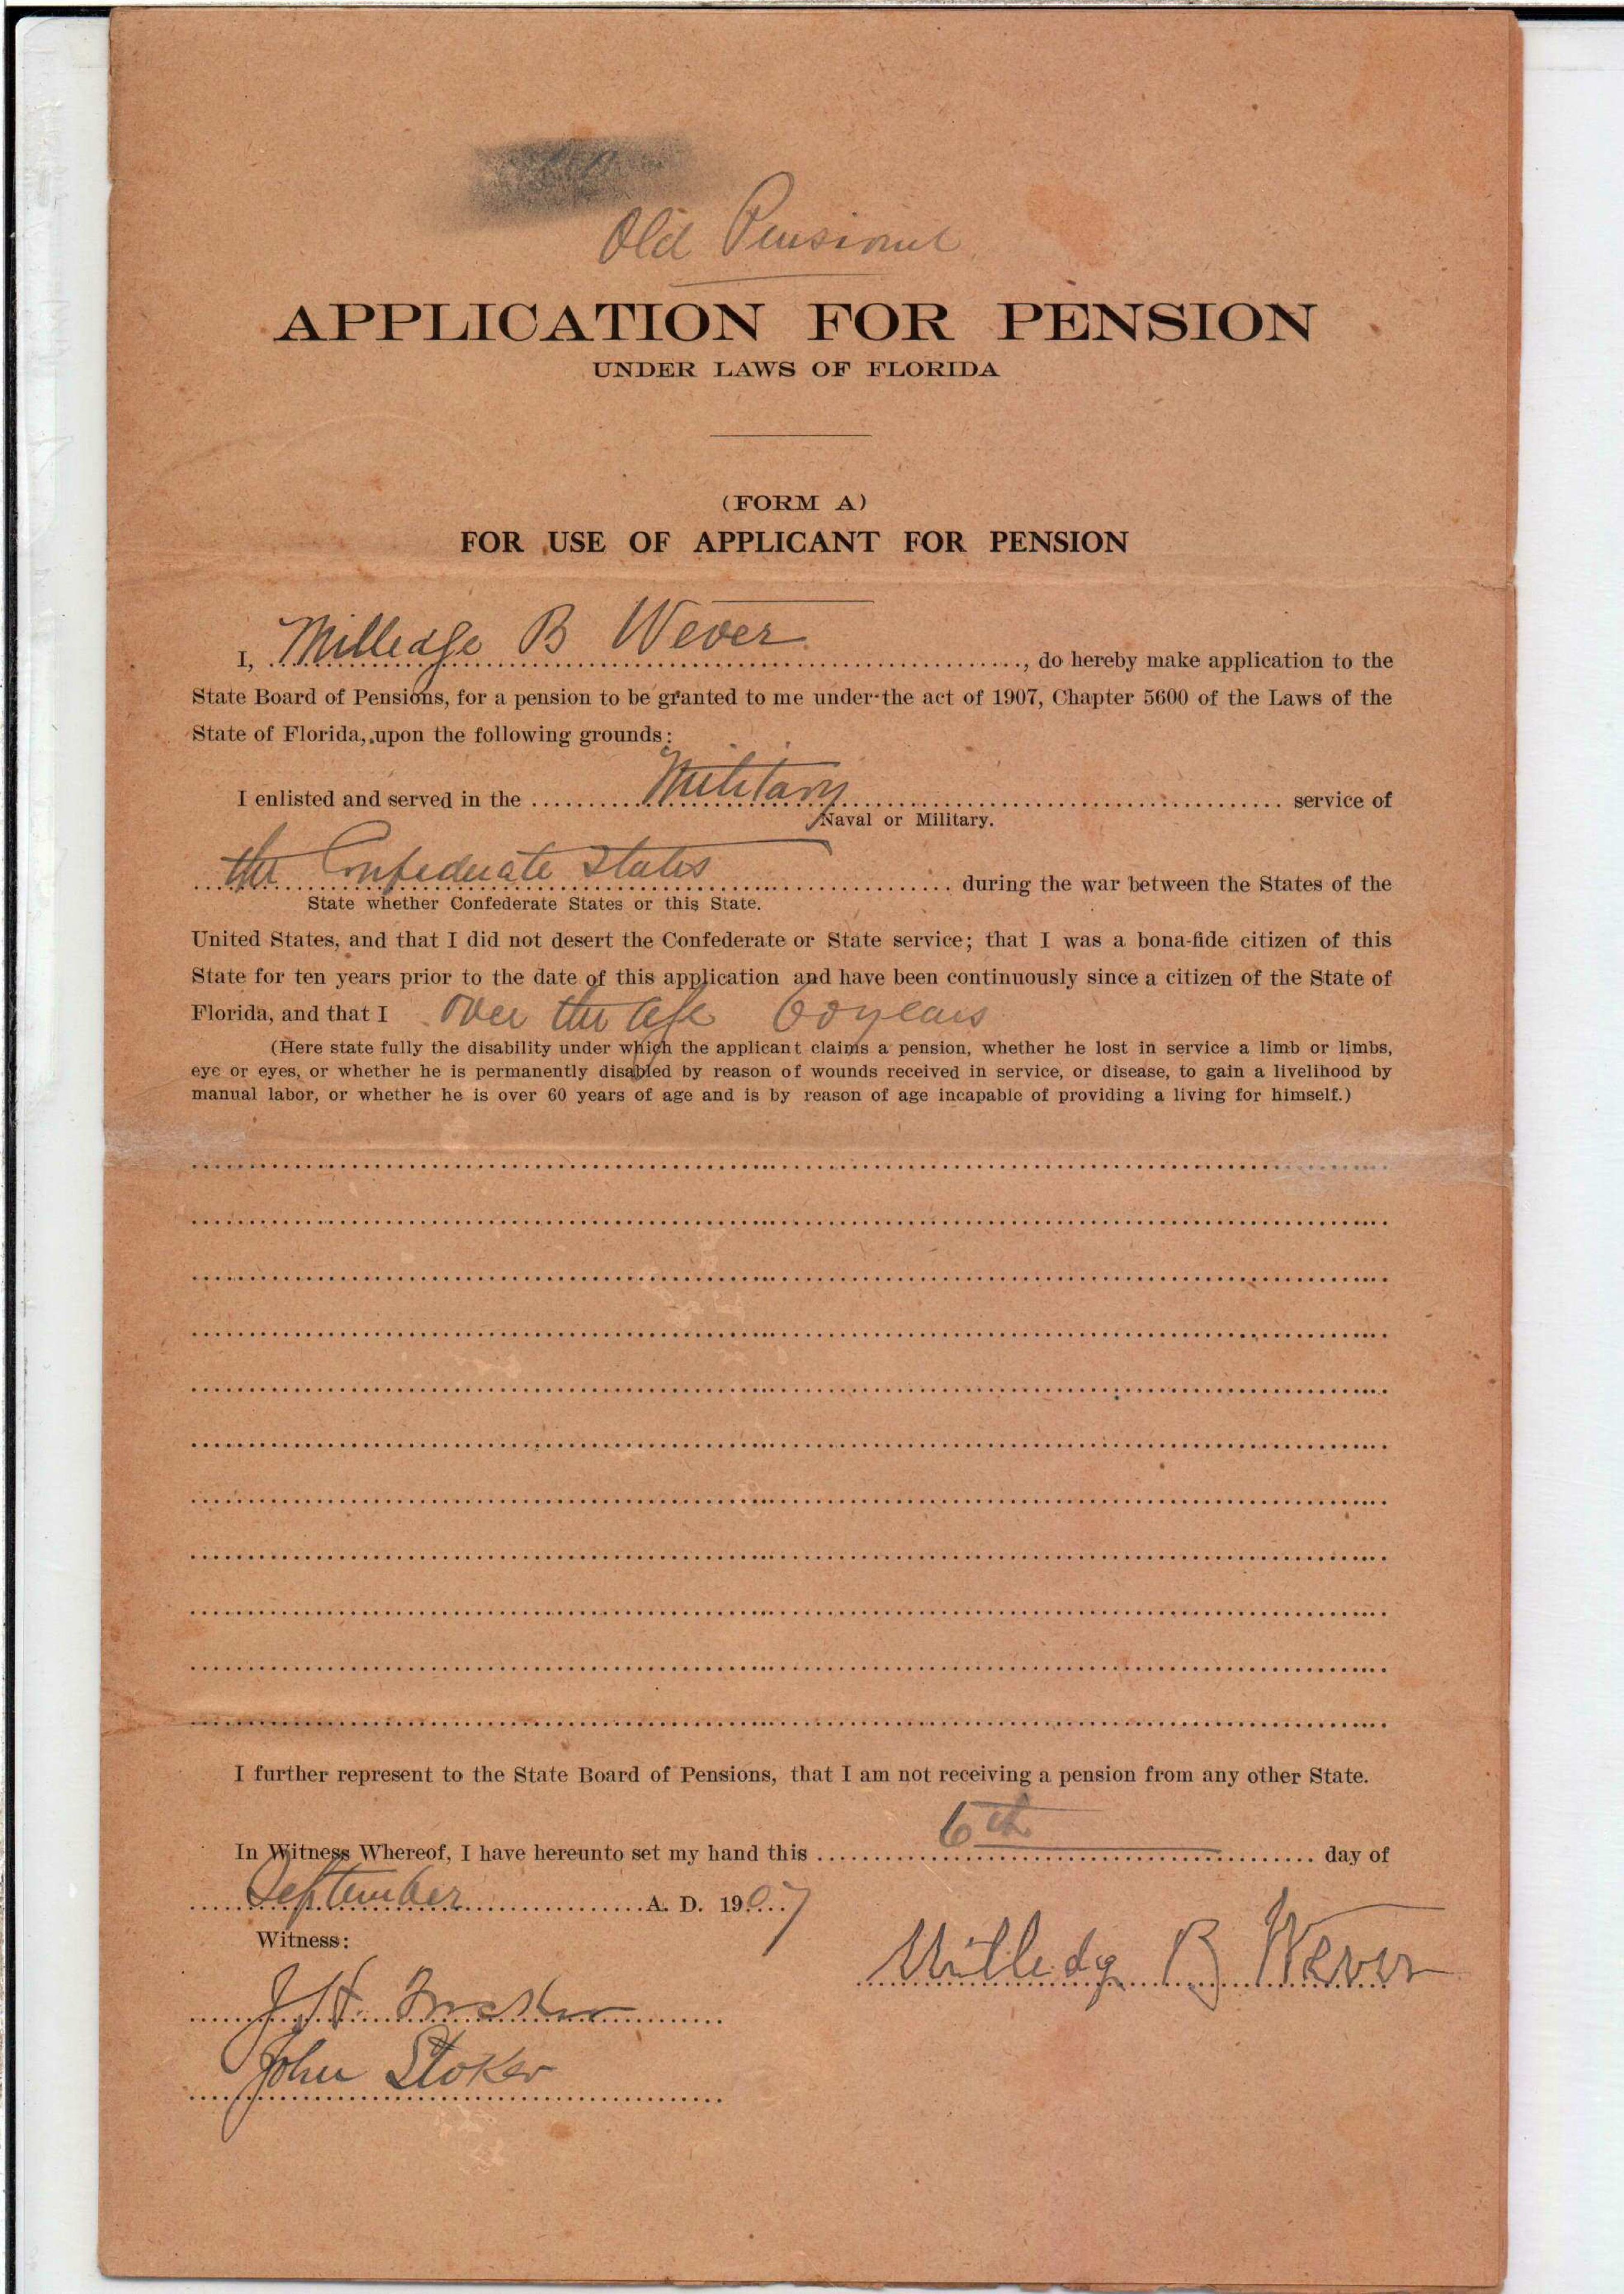 Old Pensioner
APPLICATION FOR PENSION
UNDER LAWS OF FLORIDA
(FORM A)
FOR USE OF APPLICANT FOR PENSION
I, Milledge B Wever, do hereby make application to the
State Board of Pensions, for a pension to be granted to me under the act of 1907, Chapter 5600 of the Laws of the
State of Florida, upon the following grounds:
I enlisted and served in the Military service of
Naval or Military.
the Confederate States during the war between the States of the
State whether Confederate States or this State.
United States, and that I did not desert the Confederate or State service; that I was a bona-fide citizen of this
State for ten years prior to the date of this application and have been continuously since a citizen of the State of
Florida, and that I over the age 60 years
(Here state fully the disability under which the applicant claims a pension, whether he lost in service a limb or limbs,
eye or eyes, or whether he is permanently disabled by reason of wounds received in service, or disease, to gain a livelihood by
manual labor, or whether he is over 60 years of age and is by reason of age incapable of providing a living for himself.)
I further represent to the State Board of Pensions, that I am not receiving a pension from any other State.
In Witness Whereof, I have hereunto set my hand this 6th day of
September A. D. 1907
Witness:
Milledge B Wever
J. H.
John Stoker